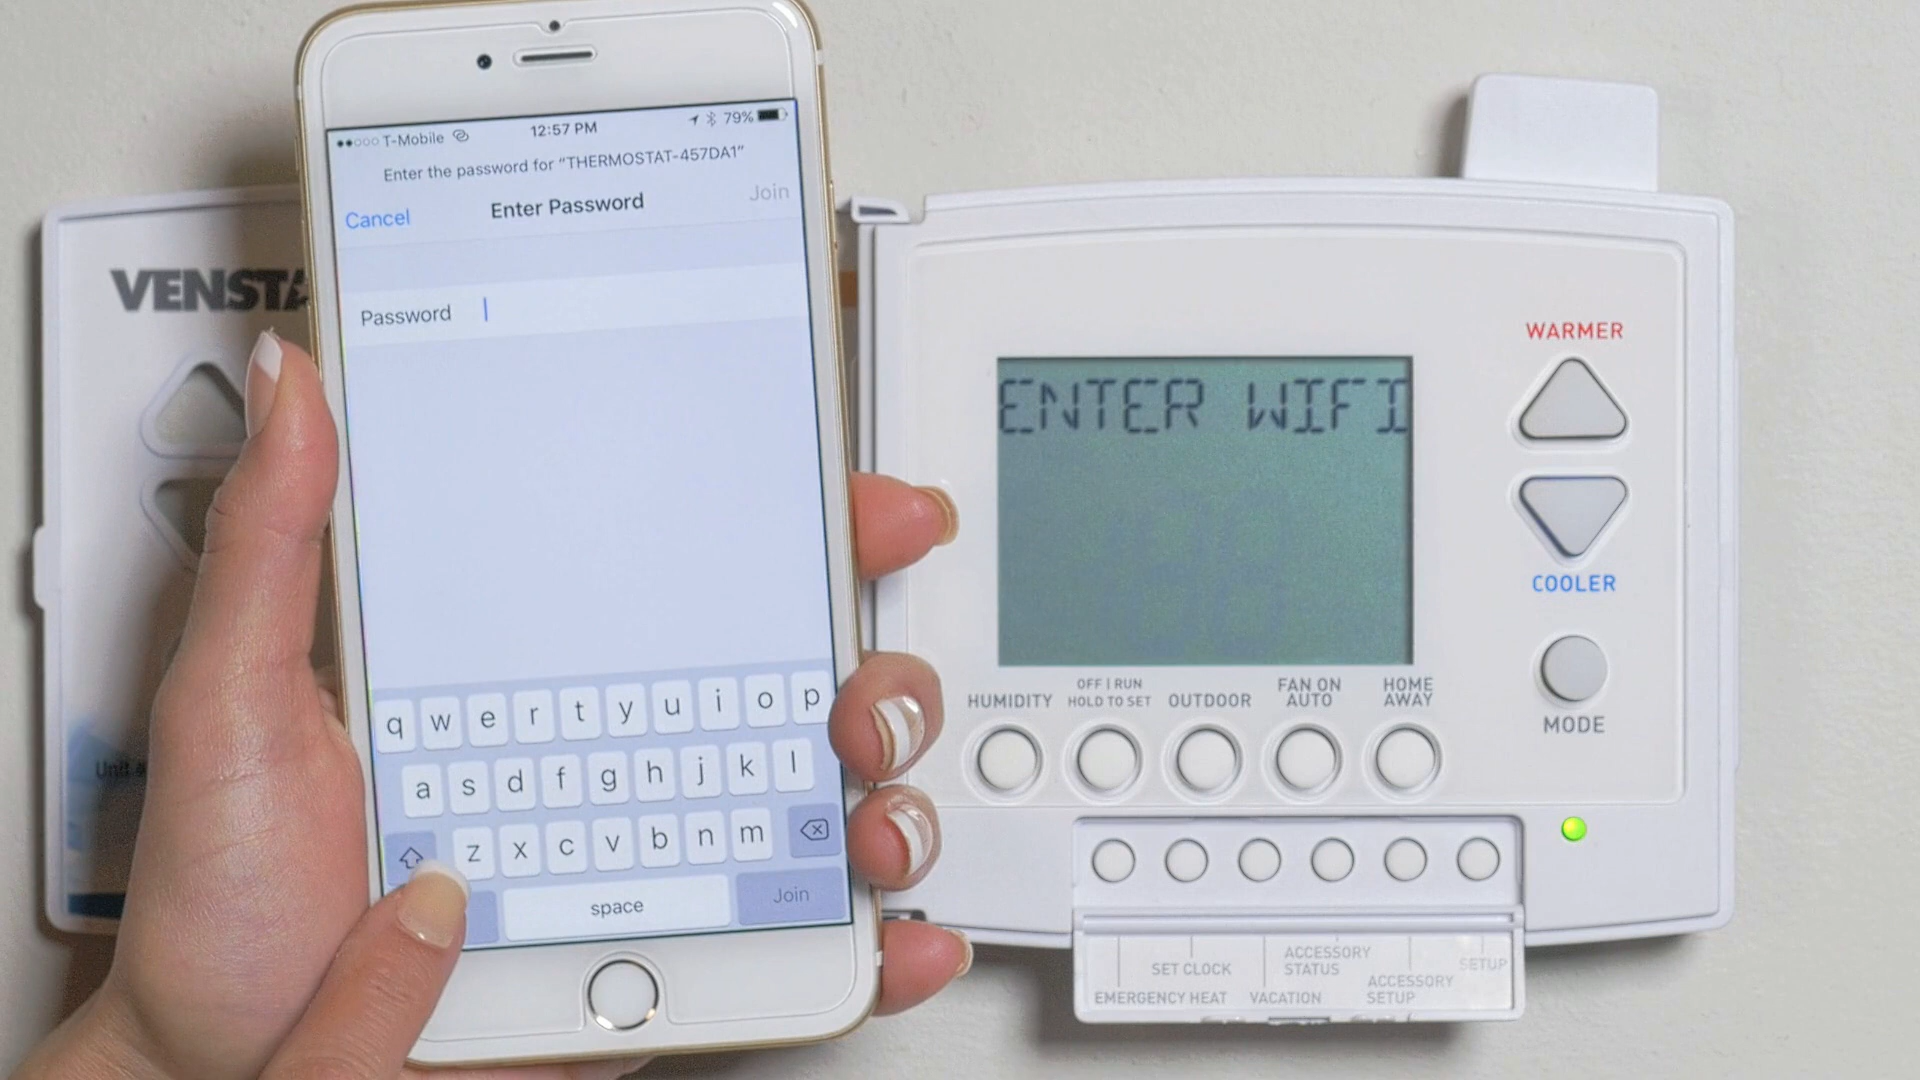 T-Mobile 12:57 PM 79%
Enter the password for “THERMOSTAT-457DA1”
Cancel Enter Password Join
Password
q w e r t y u i o p
a s d f g h j k l
z x c v b n m
space Join
ENTER WIFI
WARMER
COOLER
MODE
HUMIDITY
OFF | RUN
HOLD TO SET
OUTDOOR
FAN ON
AUTO
HOME
AWAY
EMERGENCY HEAT
SET CLOCK
VACATION
ACCESSORY
STATUS
ACCESSORY
SETUP
SETUP